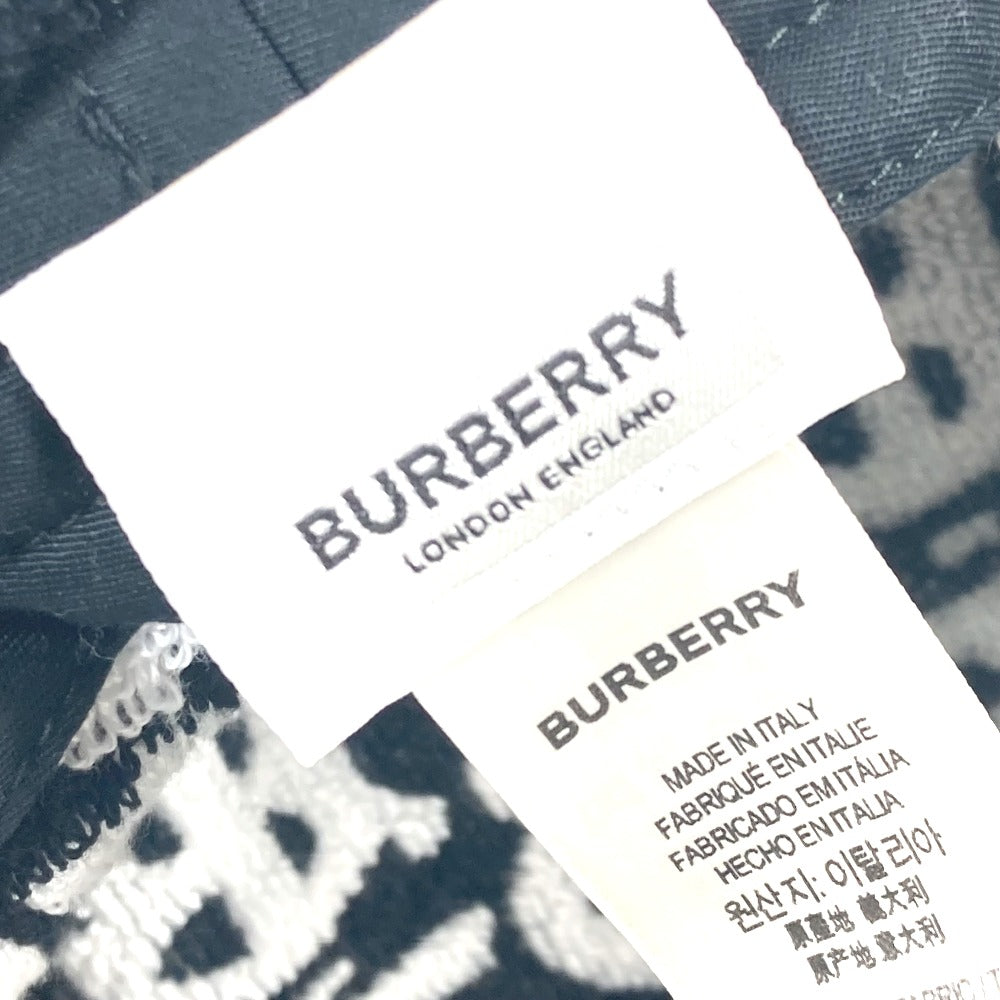 BURBERRY
LONDON ENGLAND
BURBERRY
MADE IN ITALY
FABRIQUÉ EN ITALIE
FABRICADO EM ITÁLIA
HECHO EN ITALIA
원산지: 이탈리아
原產地 義大利
原产地 意大利